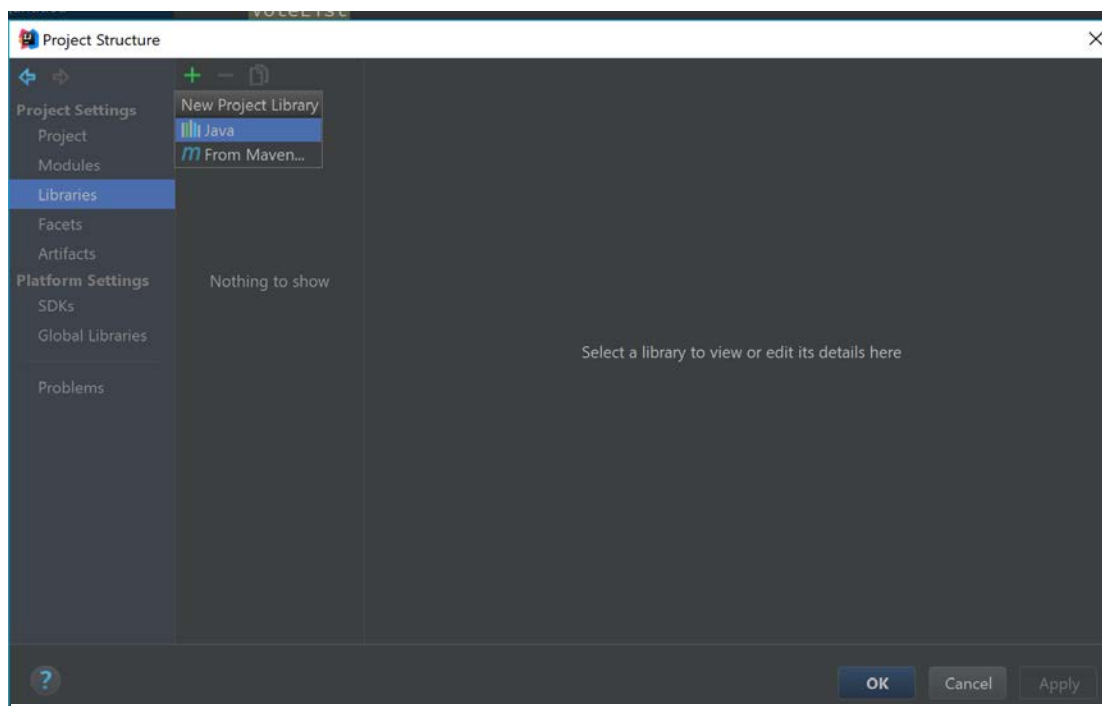 VoteList
Project Structure
Project Settings
Project
Modules
Libraries
Facets
Artifacts
Platform Settings
SDKs
Global Libraries
Problems
New Project Library
Java
From Maven...
Nothing to show
Select a library to view or edit its details here
?
OK
Cancel
Apply